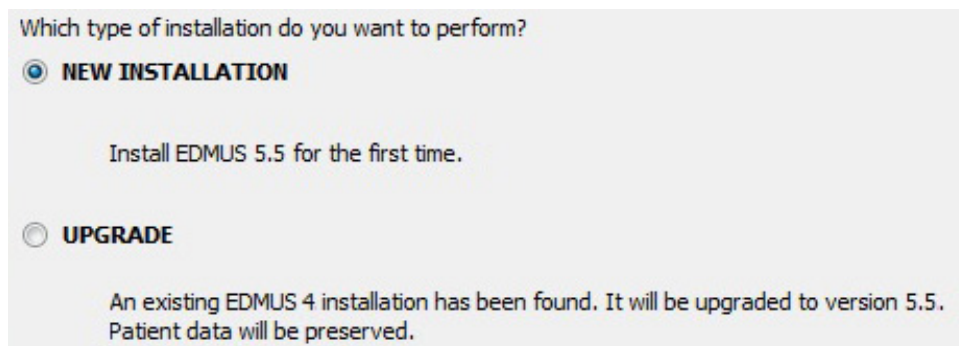 Which type of installation do you want to perform?
NEW INSTALLATION
Install EDMUS 5.5 for the first time.
UPGRADE
An existing EDMUS 4 installation has been found. It will be upgraded to version 5.5.
Patient data will be preserved.